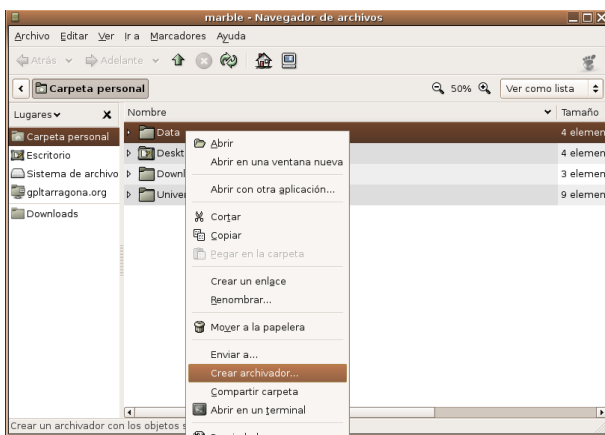 marble - Navegador de archivos
Archivo Editar Ver Ir a Marcadores Ayuda
Atrás Adelante
Carpeta personal 50% Ver como lista
Lugares Nombre Tamaño
Carpeta personal Data 4 elemen
Escritorio Deskt 4 elemen
Sistema de archivo Downl 3 elemen
gpltarragona.org Univer 9 elemen
Downloads
Abrir
Abrir en una ventana nueva
Abrir con otra aplicación...
Cortar
Copiar
Pegar en la carpeta
Crear un enlace
Renombrar...
Mover a la papelera
Enviar a...
Crear archivador...
Compartir carpeta
Abrir en un terminal
Crear un archivador con los objetos s